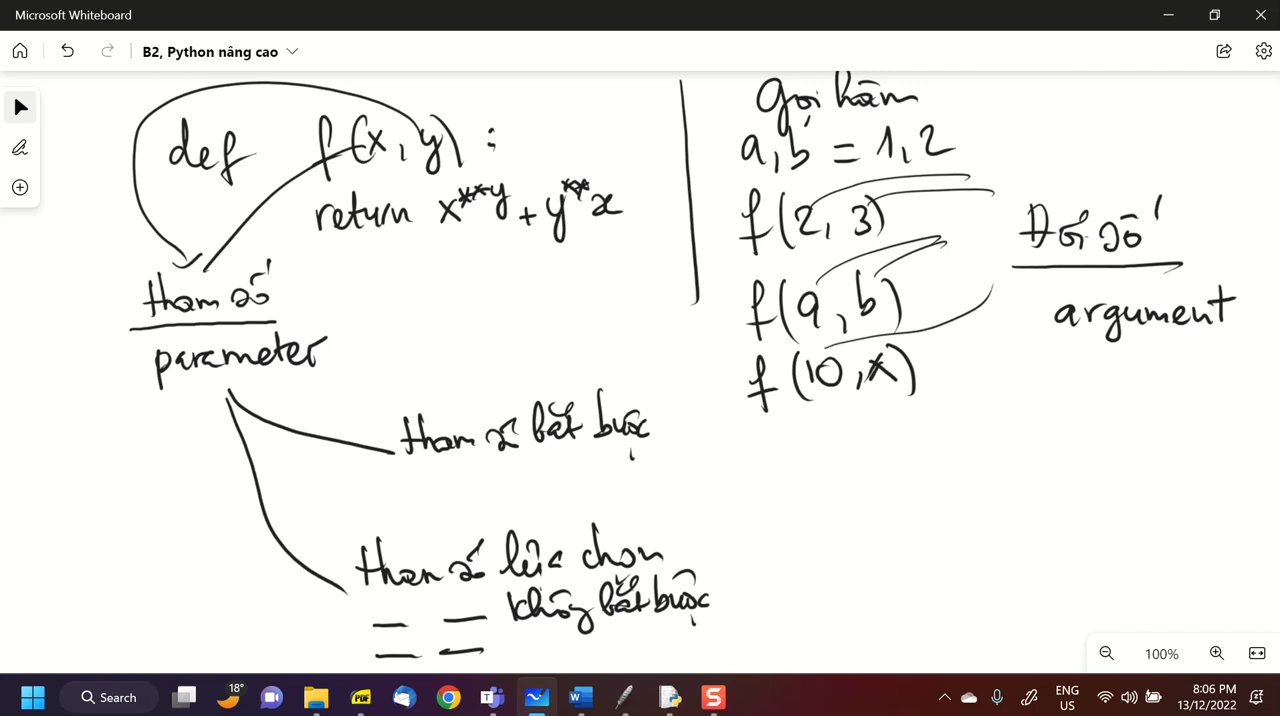 Microsoft Whiteboard
B2, Python nâng cao
def f(x, y) :
return x**y + y**x
tham số
parameter
tham số bắt buộc
tham số lựa chọn
không bắt buộc
gọi hàm
a, b = 1, 2
f(2, 3)
f(a, b)
f(10, x)
Đối số
argument
100%
Search
18°
PDF
ENG
US
8:06 PM
13/12/2022